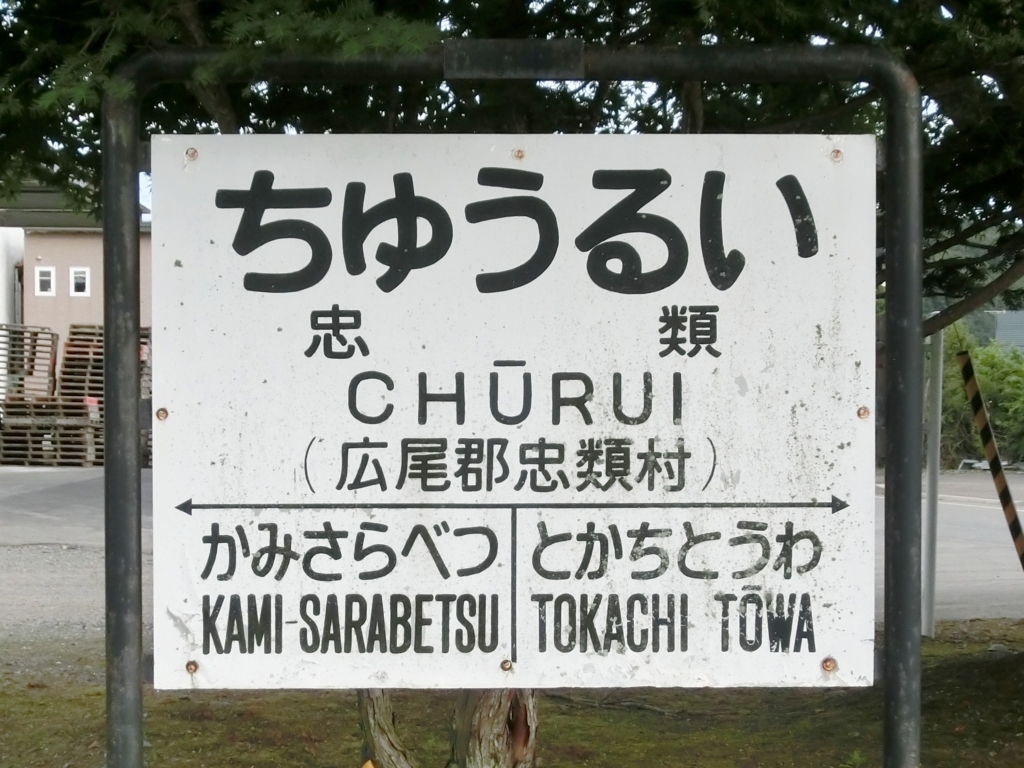 ちゆうるい
忠類
CHŪRUI
(広尾郡忠類村)
かみさらべつ とかちとうわ
KAMI-SARABETSU TOKACHI TŌWA